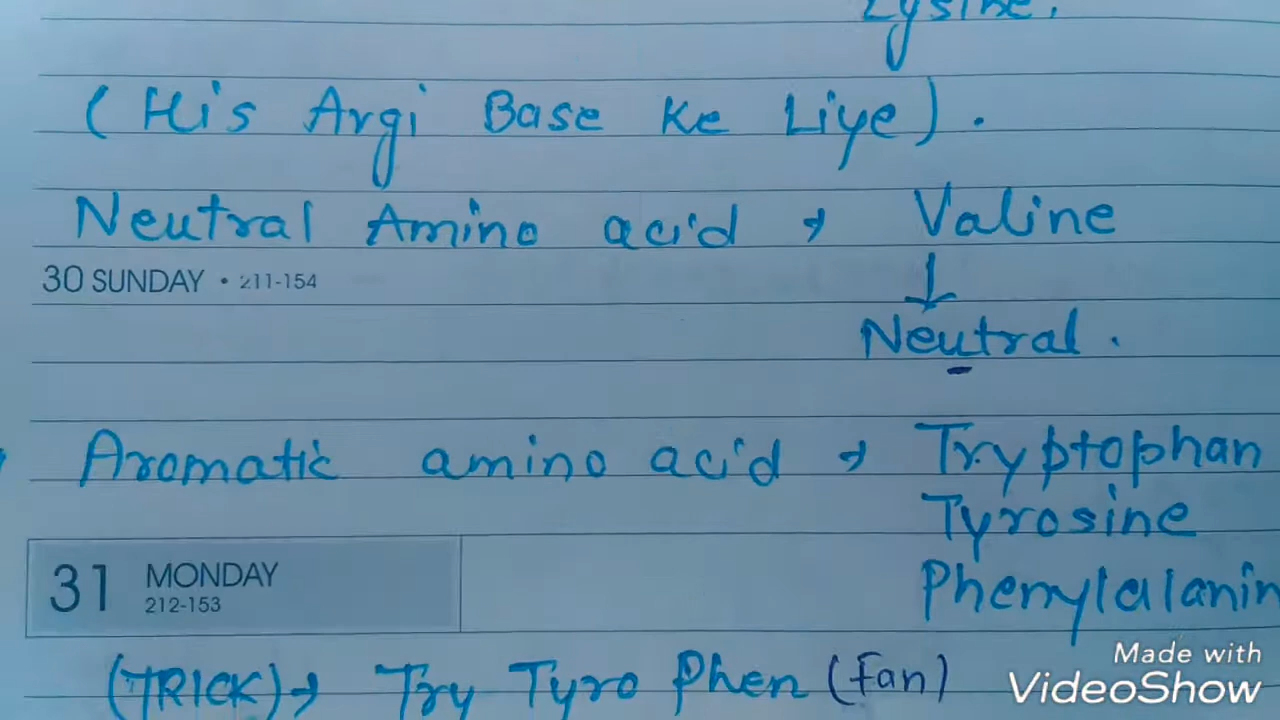 Lysine.
(His Argi Base Ke Liye).
Neutral Amino acid → Valine
30 SUNDAY • 211-154
↓
Neutral.
Aromatic amino acid → Tryptophan
Tyrosine
Phenylalanin
31 MONDAY
212-153
(TRICK) → Try Tyro Phen (Fan)
Made with
VideoShow